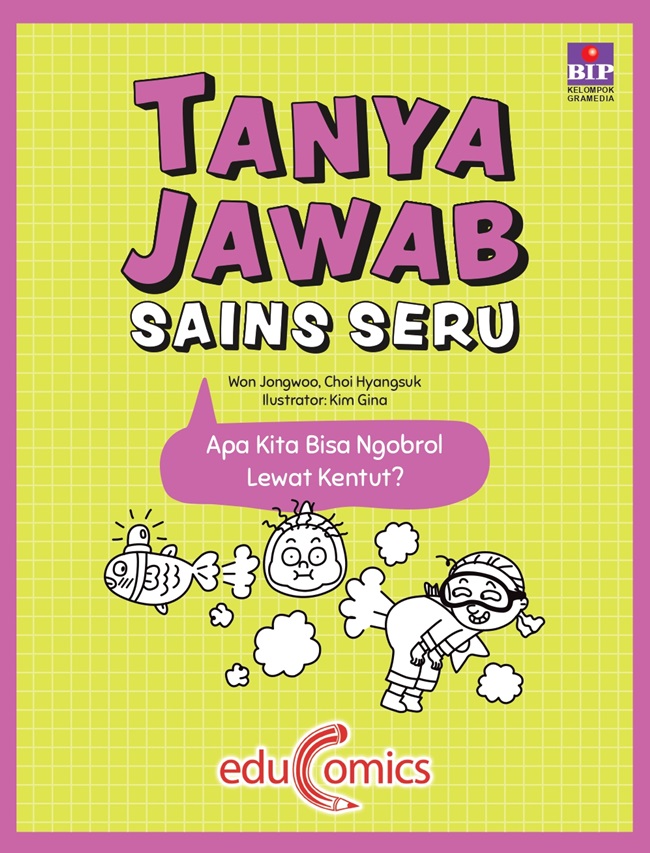 BIP
KELOMPOK
GRAMEDIA
TANYA
JAWAB
SAINS SERU
Won Jongwoo, Choi Hyangsuk
Ilustrator: Kim Gina
Apa Kita Bisa Ngobrol
Lewat Kentut?
educomics